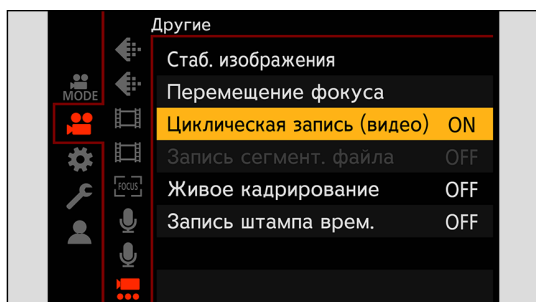 Другие
Стаб. изображения
MODE
Перемещение фокуса
Циклическая запись (видео) ON
Запись сегмент. файла OFF
FOCUS
Живое кадрирование OFF
Запись штампа врем. OFF